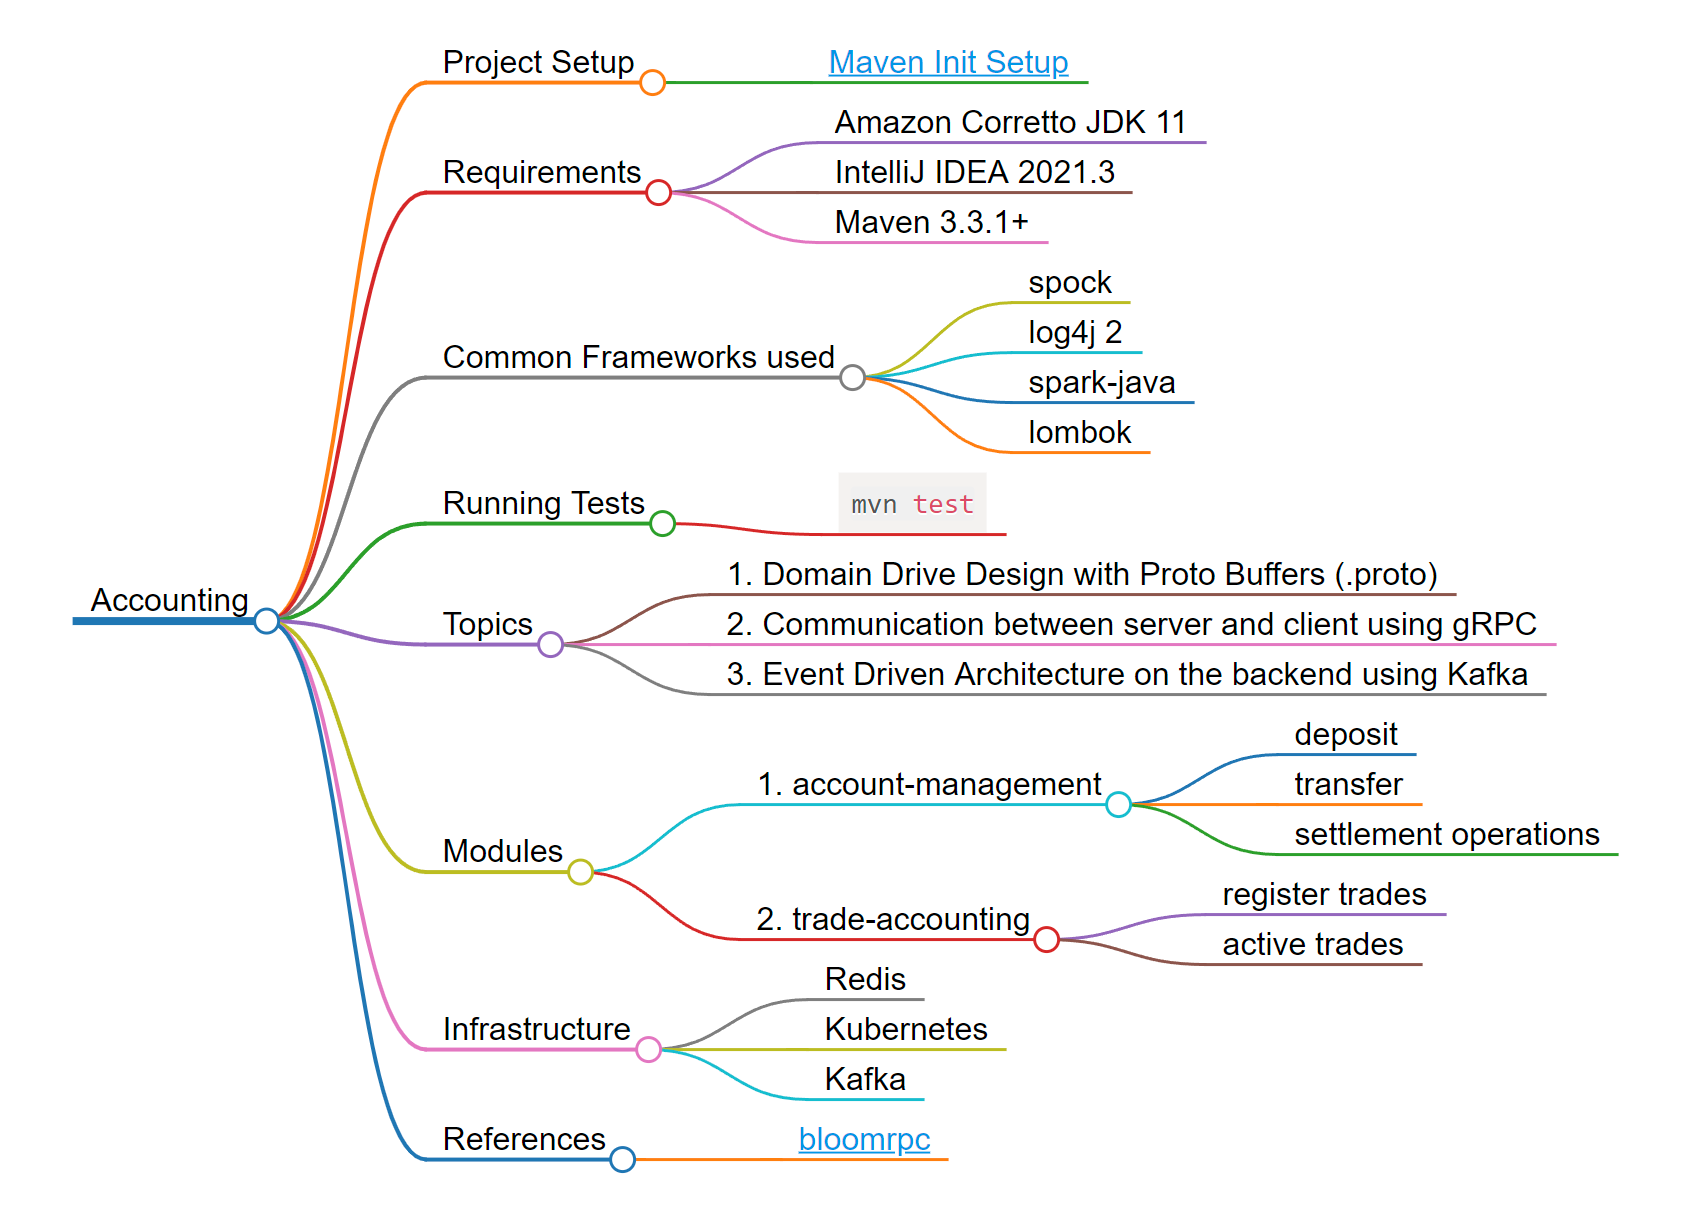 Project Setup
Maven Init Setup
Requirements
Amazon Corretto JDK 11
IntelliJ IDEA 2021.3
Maven 3.3.1+
Common Frameworks used
spock
log4j 2
spark-java
lombok
Running Tests
mvn test
Accounting
Topics
1. Domain Drive Design with Proto Buffers (.proto)
2. Communication between server and client using gRPC
3. Event Driven Architecture on the backend using Kafka
Modules
1. account-management
deposit
transfer
settlement operations
2. trade-accounting
register trades
active trades
Infrastructure
Redis
Kubernetes
Kafka
References
bloomrpc